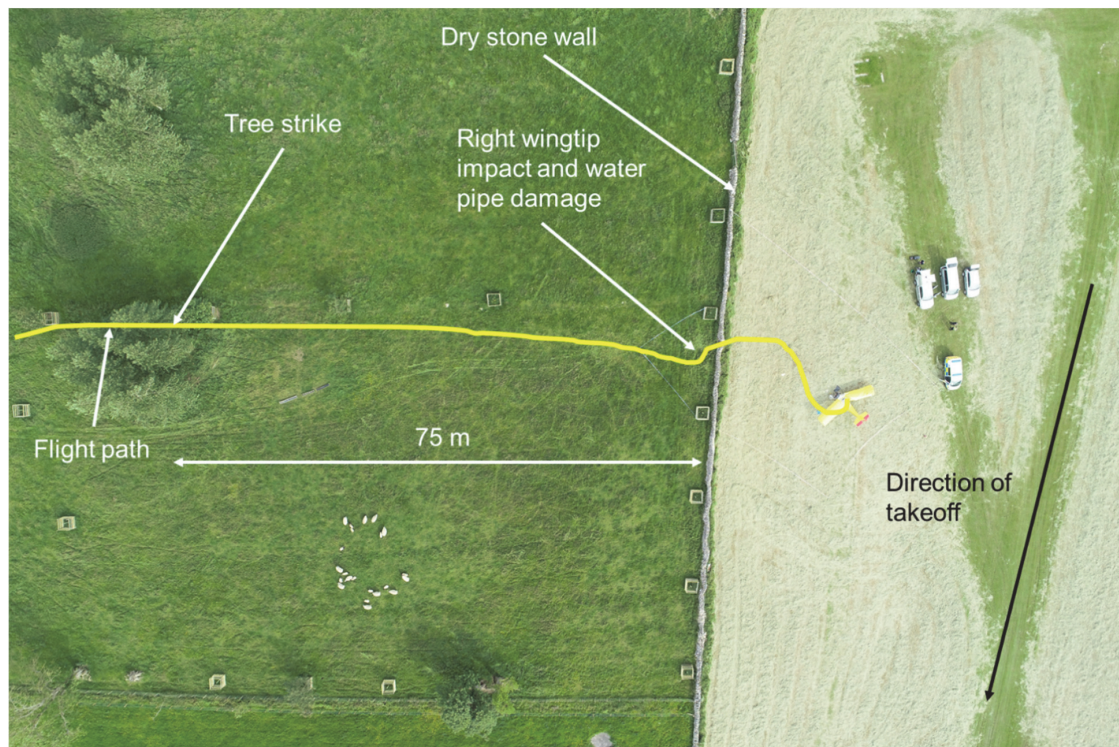 Dry stone wall
Tree strike
Right wingtip
impact and water
pipe damage
Flight path
75 m
Direction of
takeoff